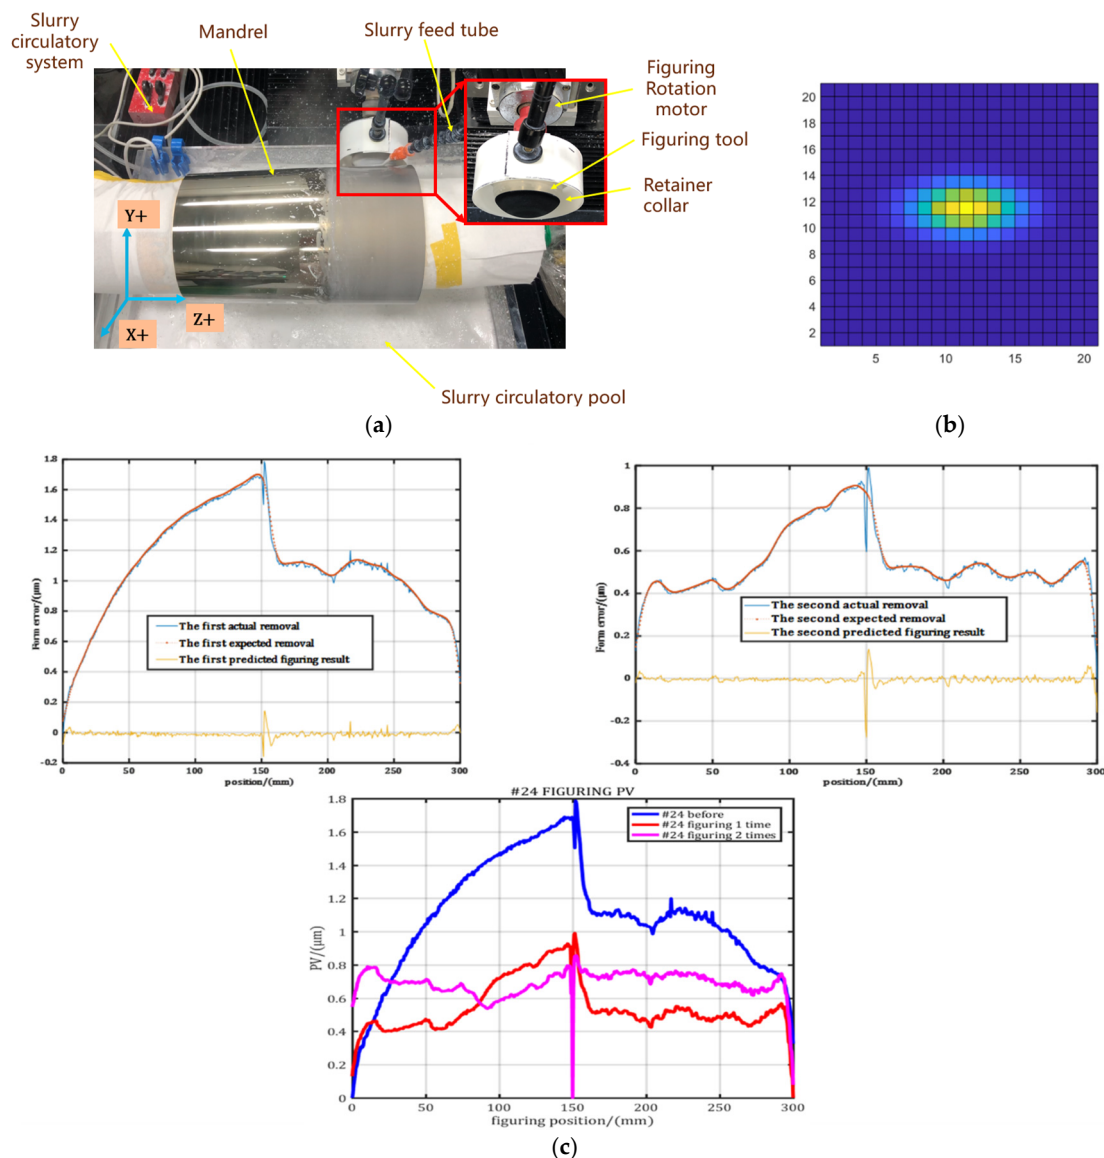 Slurry
circulatory
system
Mandrel
Slurry feed tube
Figuring
Rotation
motor
Figuring tool
Retainer
collar
Y+
X+
Z+
Slurry circulatory pool
(a)
20
18
16
14
12
10
8
6
4
2
5
10
15
20
(b)
1.8
1.6
1.4
1.2
1
0.8
0.6
0.4
0.2
0
-0.2
Form error/(μm)
The first actual removal
The first expected removal
The first predicted figuring result
0
50
100
150
200
250
300
position/(mm)
1
0.8
0.6
0.4
0.2
0
-0.2
-0.4
Form error/(μm)
The second actual removal
The second expected removal
The second predicted figuring result
0
50
100
150
200
250
300
position/(mm)
#24 FIGURING PV
1.8
1.6
1.4
1.2
1
0.8
0.6
0.4
0.2
0
PV/(μm)
#24 before
#24 figuring 1 time
#24 figuring 2 times
0
50
100
150
200
250
300
figuring position/(mm)
(c)